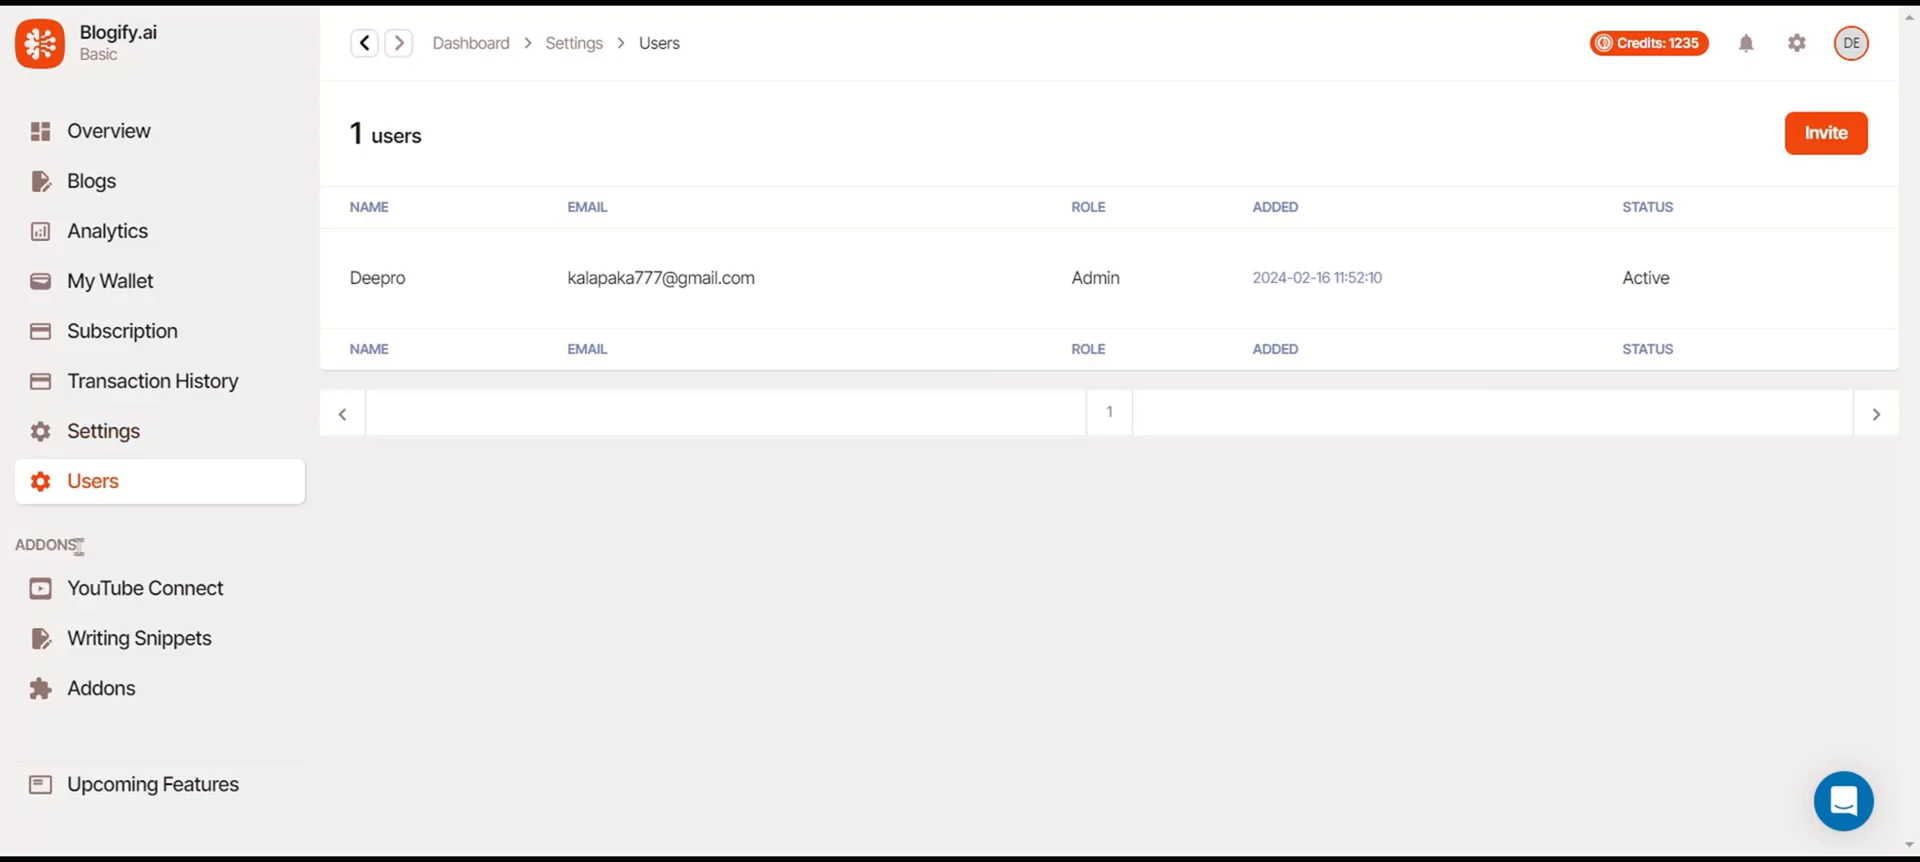 Blogify.ai
Basic
Overview
Blogs
Analytics
My Wallet
Subscription
Transaction History
Settings
Users
ADDONS
YouTube Connect
Writing Snippets
Addons
Upcoming Features
Dashboard > Settings > Users
Credits: 1235
DE
1 users
Invite
NAME EMAIL ROLE ADDED STATUS
Deepro kalapaka777@gmail.com Admin 2024-02-16 11:52:10 Active
NAME EMAIL ROLE ADDED STATUS
1